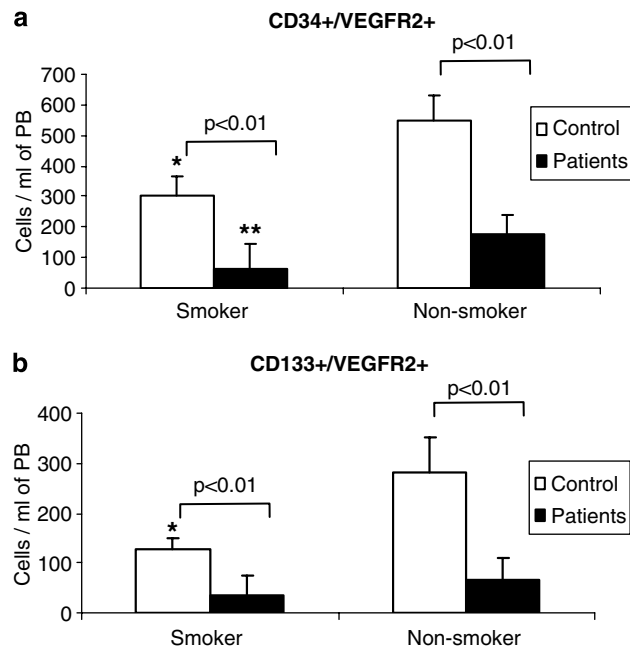 a
CD34+/VEGFR2+
p<0.01
700
600
500
400
300
200
100
0
Cells / ml of PB
p<0.01
*
**
Control
Patients
Smoker
Non-smoker
b
CD133+/VEGFR2+
p<0.01
400
300
200
100
0
Cells / ml of PB
p<0.01
*
Control
Patients
Smoker
Non-smoker